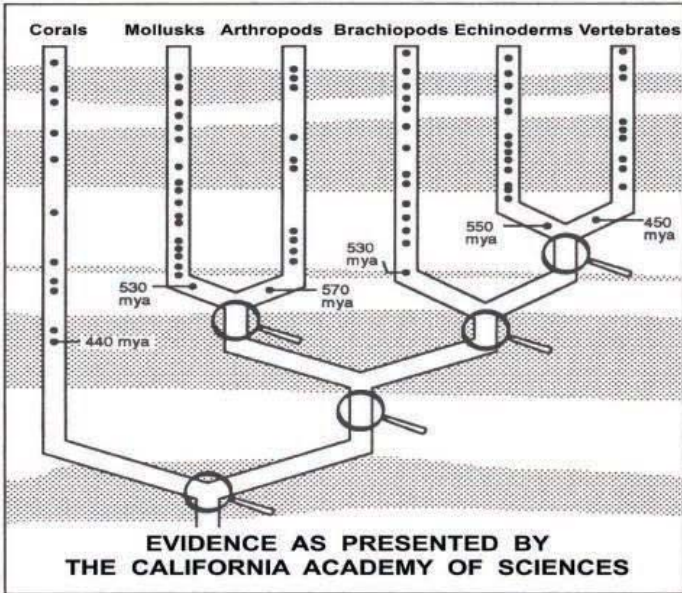 Corals Mollusks Arthropods Brachiopods Echinoderms Vertebrates
550
mya
450
mya
530
mya
530
mya
570
mya
440 mya
EVIDENCE AS PRESENTED BY
THE CALIFORNIA ACADEMY OF SCIENCES